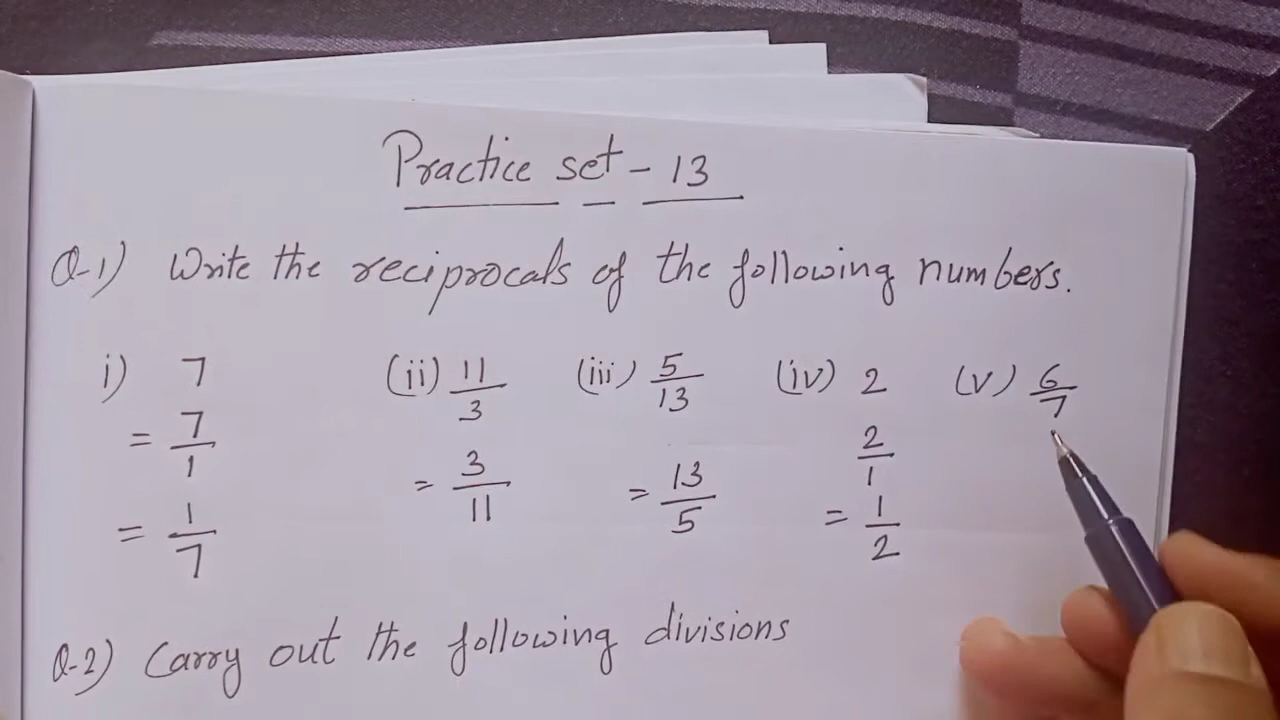 Practice set - 13
Q-1) Write the reciprocals of the following numbers.
i) 7 (ii) 11/3 (iii) 5/13 (iv) 2 (v) 6/7
= 7/1 = 3/11 = 13/5 2/1
= 1/7 = 1/2
Q-2) Carry out the following divisions